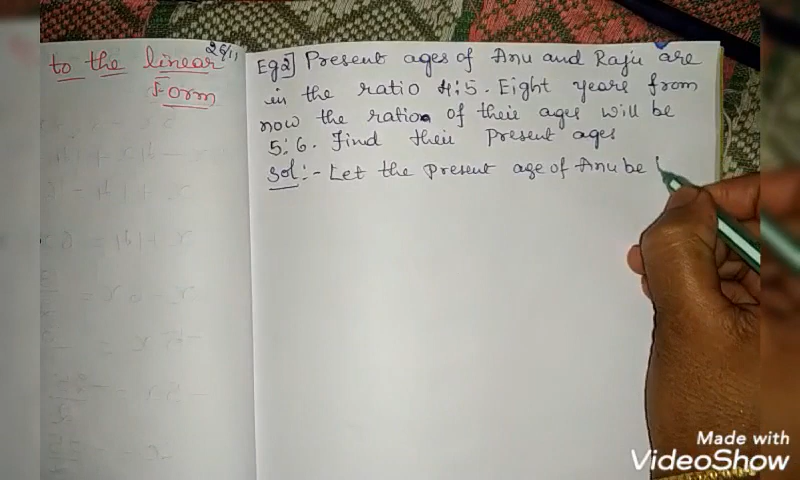 to the linear
Form
28/11
Eg2] Present ages of Anu and Raju are
in the ratio 4:5. Eight years from
now the ration of their ages will be
5:6. Find their present ages
Sol:- Let the present age of Anu be
Made with
VideoShow